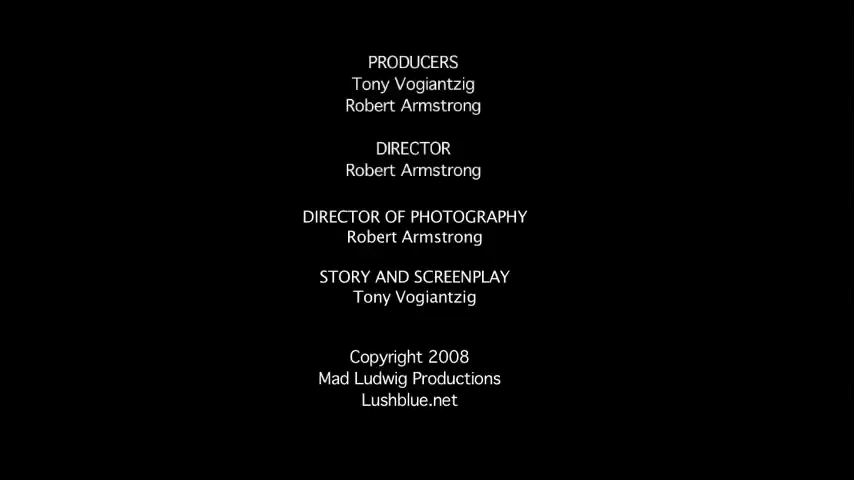 PRODUCERS
Tony Vogiantzig
Robert Armstrong
DIRECTOR
Robert Armstrong
DIRECTOR OF PHOTOGRAPHY
Robert Armstrong
STORY AND SCREENPLAY
Tony Vogiantzig
Copyright 2008
Mad Ludwig Productions
Lushblue.net